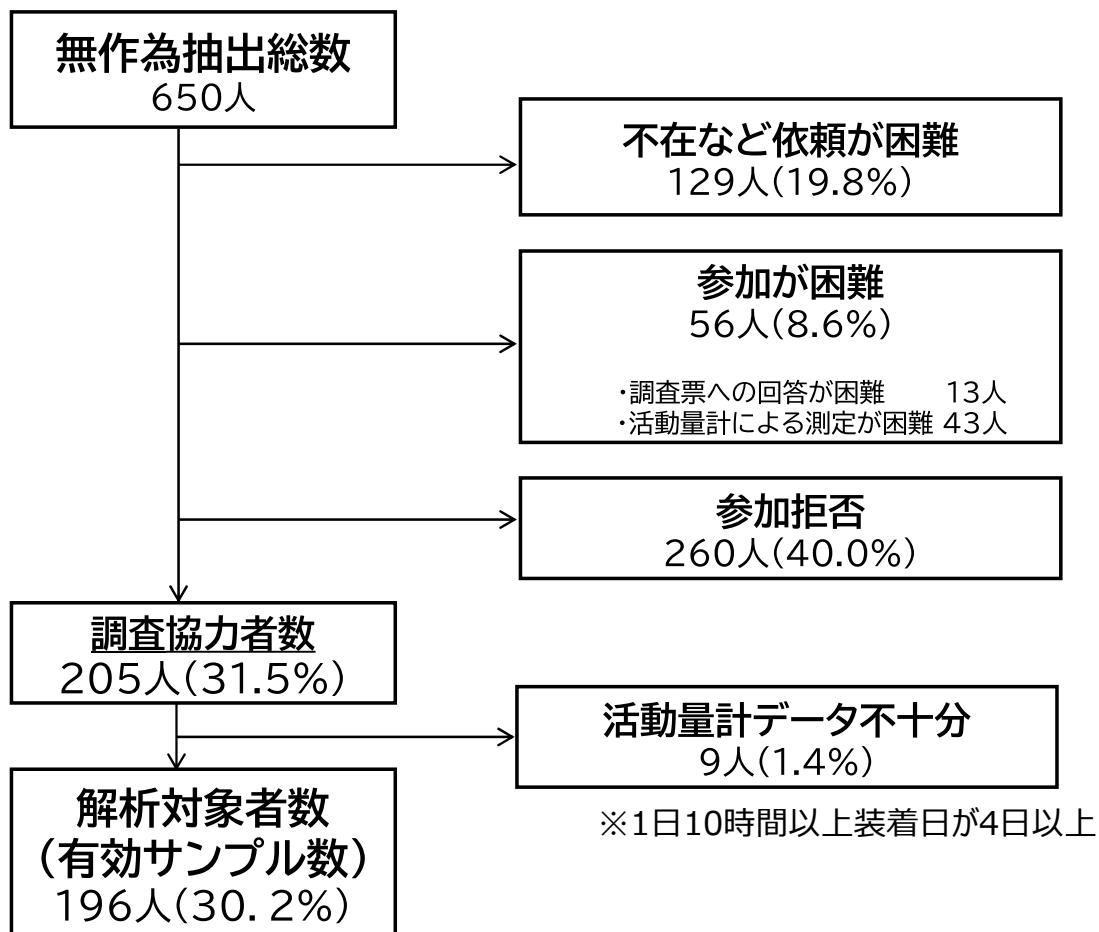 無作為抽出総数
650人
不在など依頼が困難
129人(19.8%)
参加が困難
56人(8.6%)
・調査票への回答が困難 13人
・活動量計による測定が困難 43人
参加拒否
260人(40.0%)
調査協力者数
205人(31.5%)
活動量計データ不十分
9人(1.4%)
※1日10時間以上装着日が4日以上
解析対象者数
（有効サンプル数）
196人(30．2%)